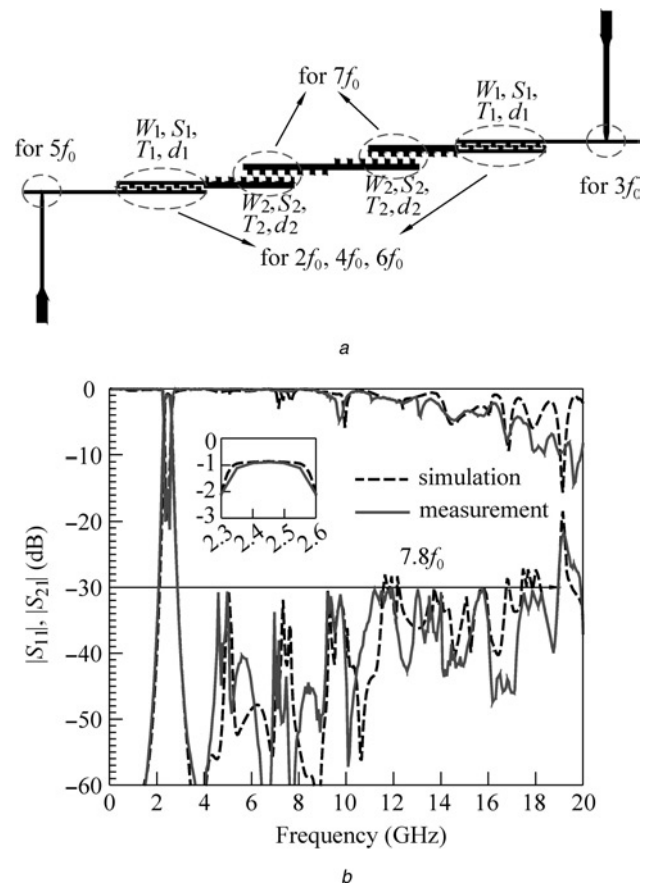 for 7f₀
W₁, S₁,
T₁, d₁
W₁, S₁,
T₁, d₁
for 5f₀
W₂, S₂,
T₂, d₂
W₂, S₂,
T₂, d₂
for 3f₀
for 2f₀, 4f₀, 6f₀
a
|S₁₁|, |S₂₁| (dB)
0
-10
-20
-30
-40
-50
-60
0
-1
-2
-3
2.3
2.4
2.5
2.6
simulation
measurement
7.8f₀
0 2 4 6 8 10 12 14 16 18 20
Frequency (GHz)
b